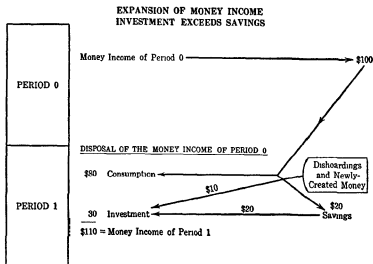 EXPANSION OF MONEY INCOME
INVESTMENT EXCEEDS SAVINGS
PERIOD 0
Money Income of Period 0
$100
DISPOSAL OF THE MONEY INCOME OF PERIOD 0
$80 Consumption
Dishoardings
and Newly-
Created Money
$10
PERIOD 1
30 Investment
$20
$20
Savings
$110 = Money Income of Period 1